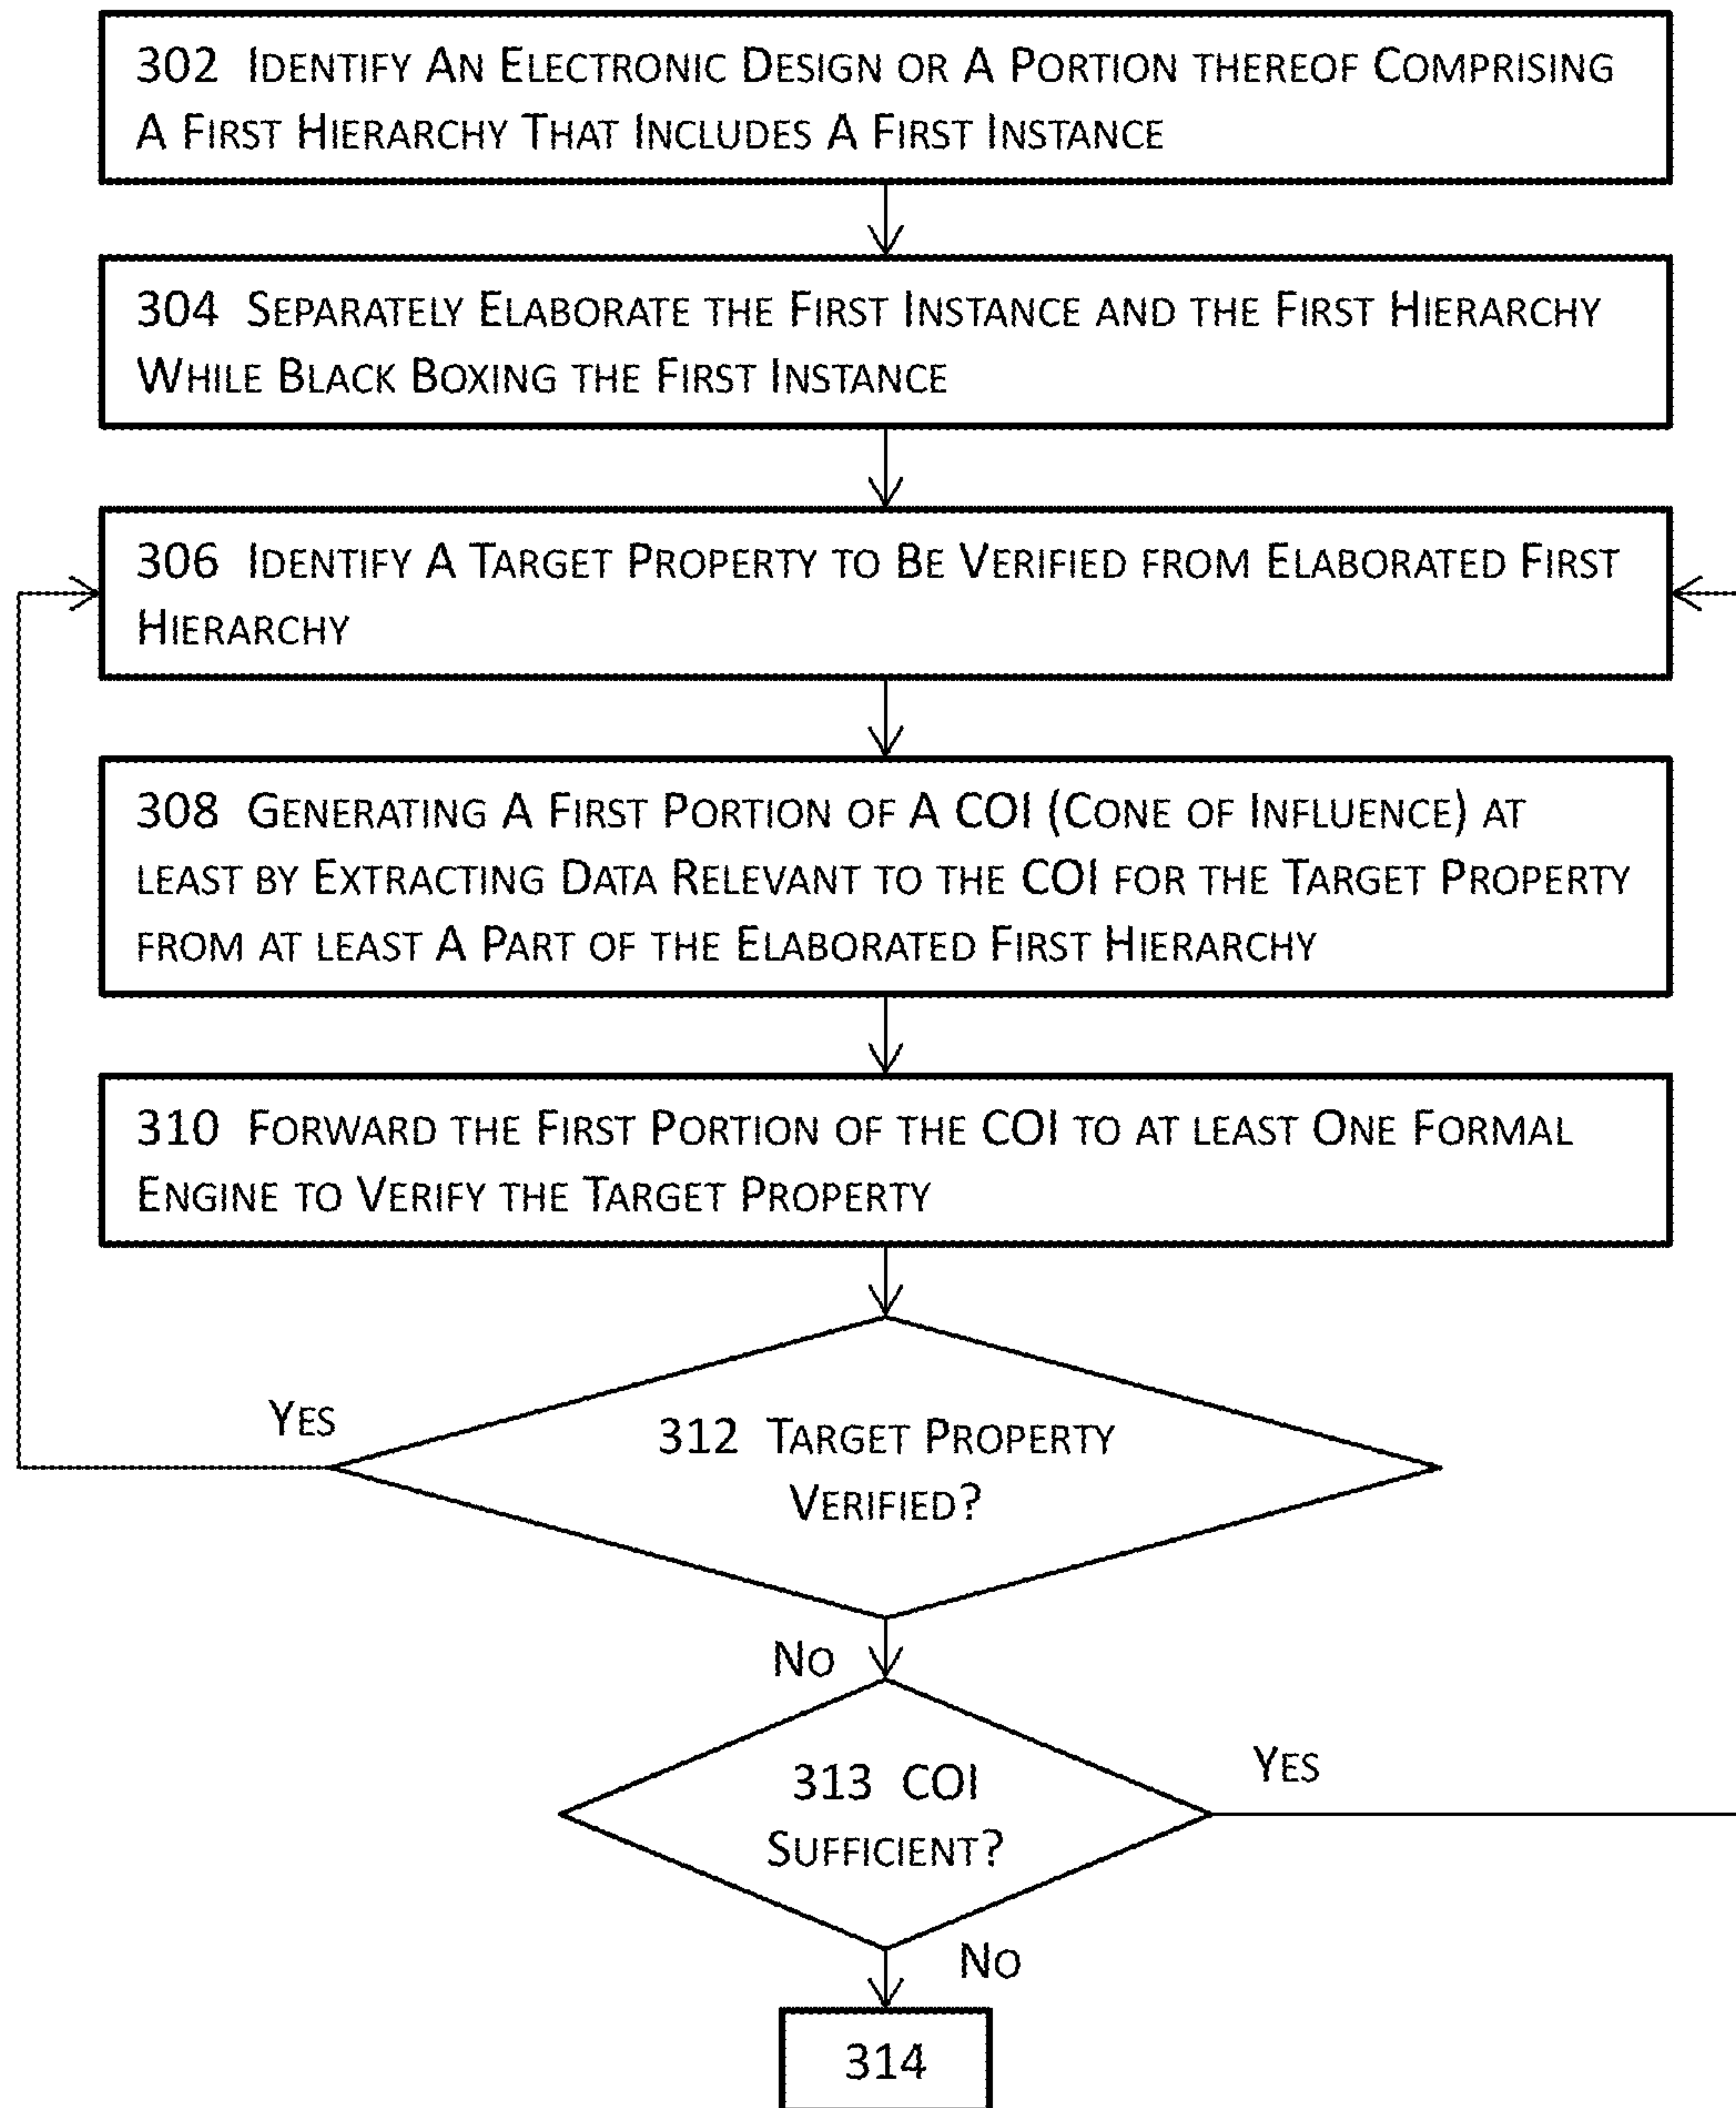 302 Identify An Electronic Design or A Portion thereof Comprising
A First Hierarchy That Includes A First Instance
304 Separately Elaborate the First Instance and the First Hierarchy
While Black Boxing the First Instance
306 Identify A Target Property to Be Verified from Elaborated First
Hierarchy
308 Generating A First Portion of A COI (Cone of Influence) at
least by Extracting Data Relevant to the COI for the Target Property
from at least A Part of the Elaborated First Hierarchy
310 Forward the First Portion of the COI to at least One Formal
Engine to Verify the Target Property
Yes
312 Target Property
Verified?
No
313 COI
Sufficient?
Yes
No
314